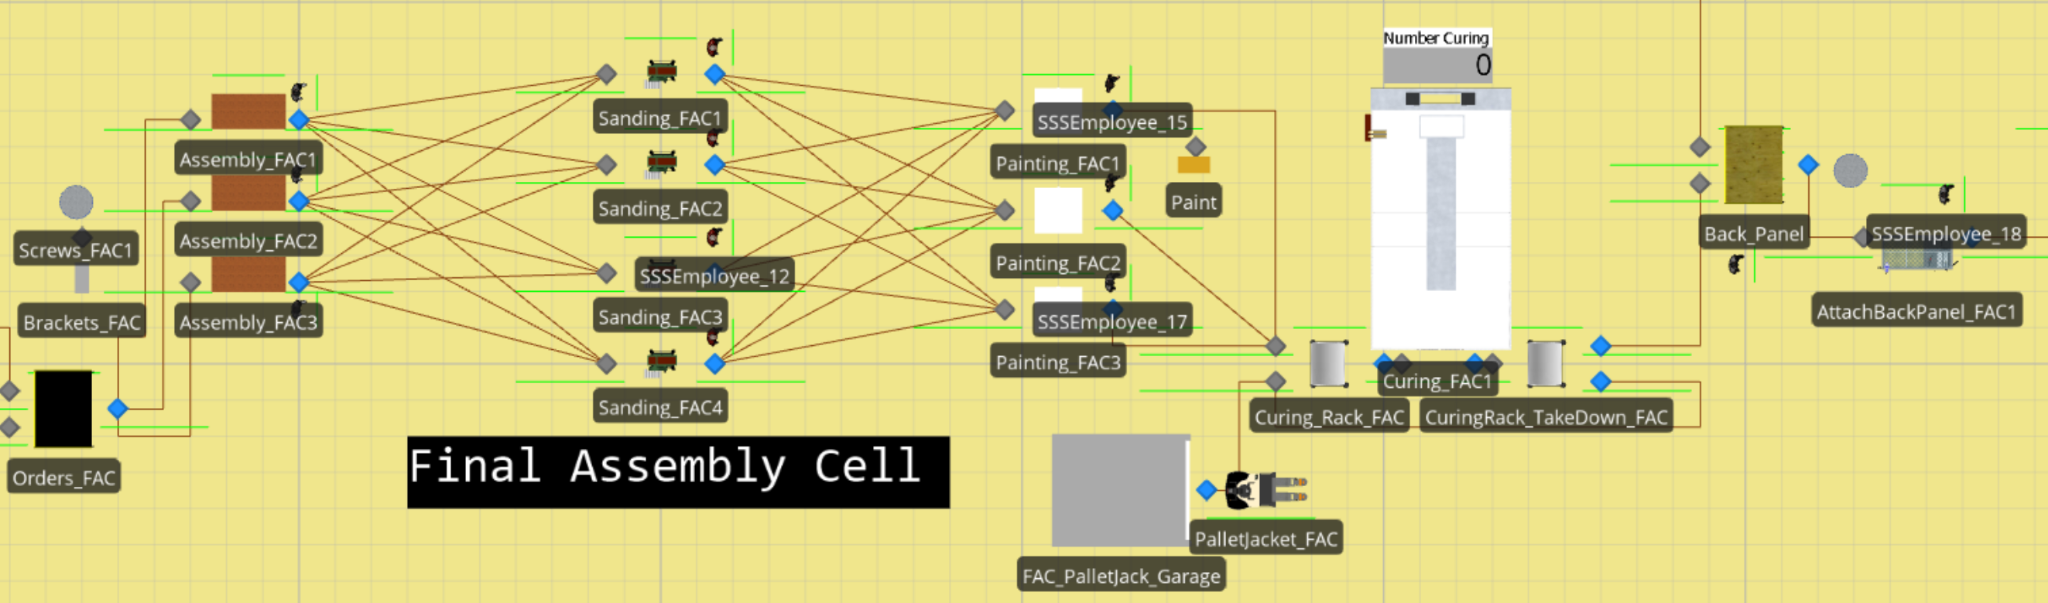 Number Curing
0
Sanding_FAC1
SSSEmployee_15
Assembly_FAC1
Painting_FAC1
Paint
Sanding_FAC2
Assembly_FAC2
Screws_FAC1
Back_Panel
SSSEmployee_18
Painting_FAC2
SSSEmployee_12
Brackets_FAC
Assembly_FAC3
Sanding_FAC3
SSSEmployee_17
AttachBackPanel_FAC1
Painting_FAC3
Curing_FAC1
Sanding_FAC4
Curing_Rack_FAC
CuringRack_TakeDown_FAC
Final Assembly Cell
Orders_FAC
PalletJacket_FAC
FAC_PalletJack_Garage